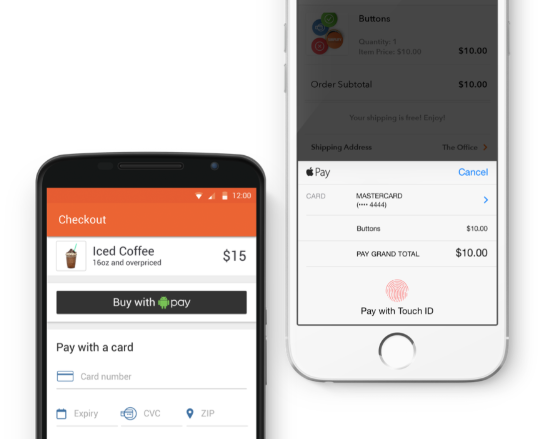 Buttons
Quantity: 1
Item Price: $10.00 $10.00
Order Subtotal $10.00
Your shipping is free! Enjoy!
Shipping Address The Office
Pay Cancel
CARD MASTERCARD
(•••• 4444)
Buttons $10.00
PAY GRAND TOTAL $10.00
Pay with Touch ID
12:00
Checkout
Iced Coffee
16oz and overpriced $15
Buy with pay
Pay with a card
Card number
Expiry CVC ZIP